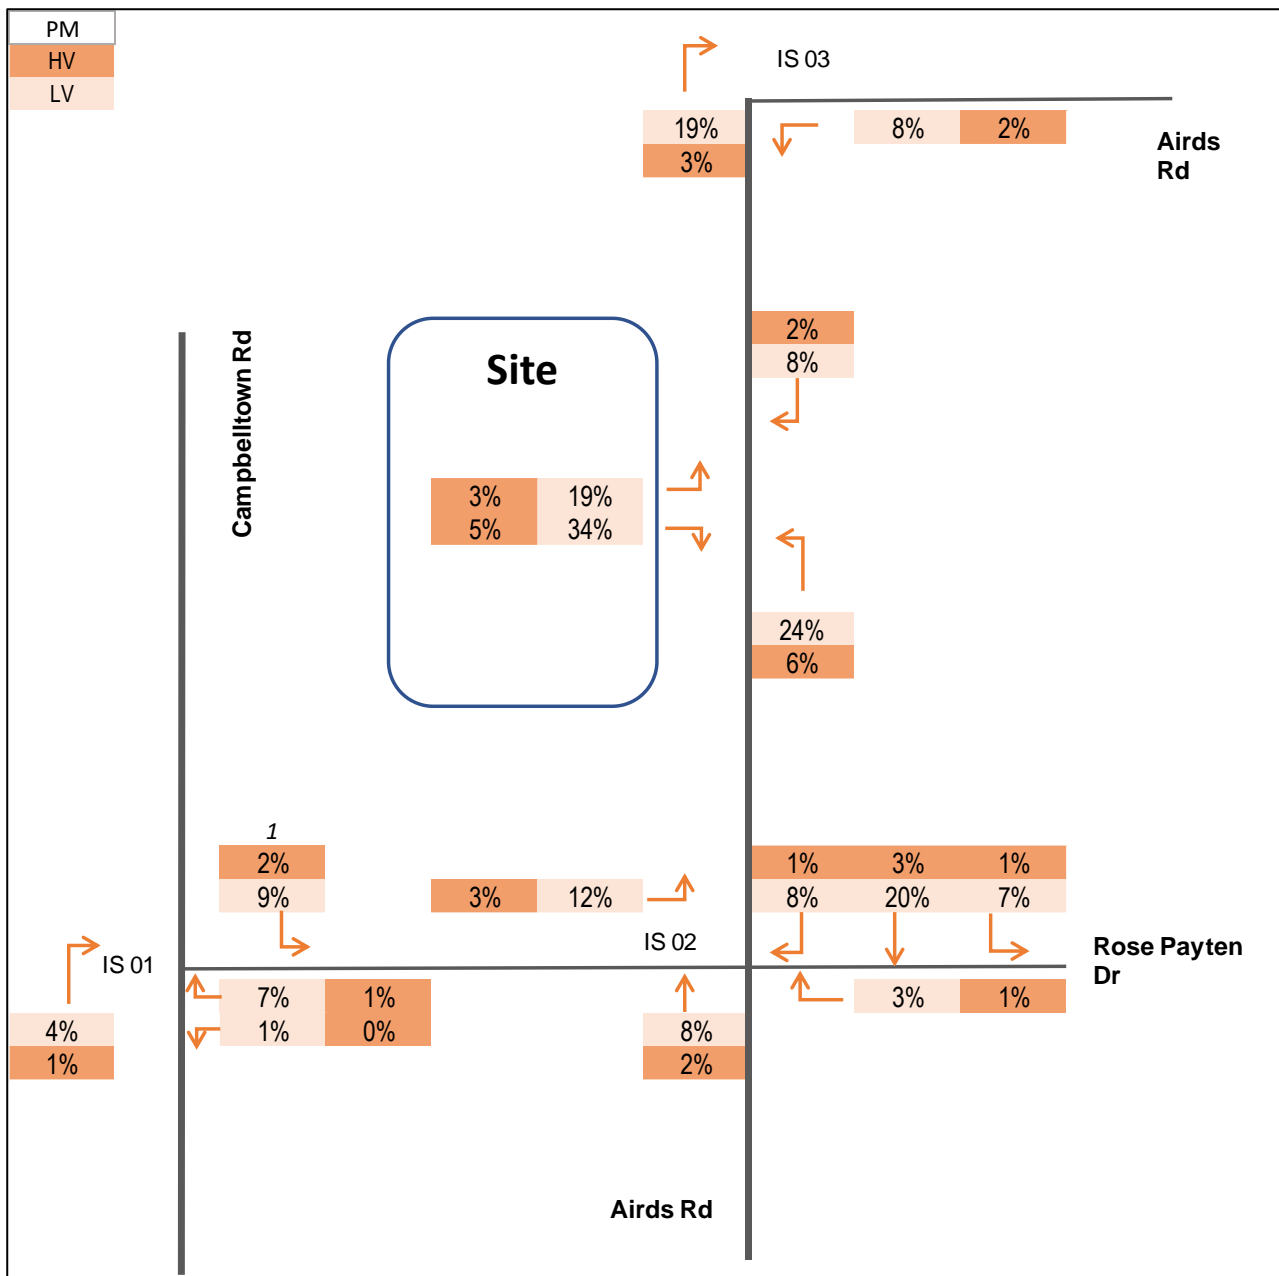 PM
HV
LV
IS 03
19%
3%
8% 2%
Airds
Rd
Campbelltown Rd
Site
2%
8%
3% 19%
5% 34%
24%
6%
1
2%
9%
3% 12%
1% 3% 1%
8% 20% 7%
IS 01
IS 02
Rose Payten
Dr
7% 1%
1% 0%
4%
1%
8%
2%
3% 1%
Airds Rd